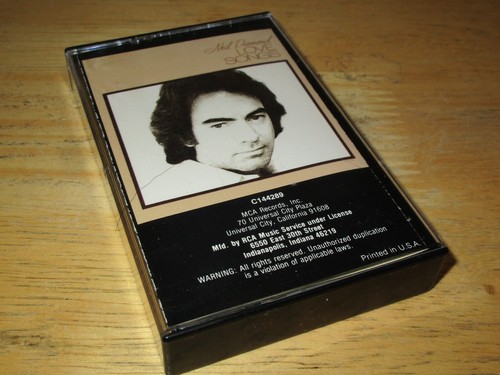 Neil Diamond
LOVE
SONGS
C144289
MCA Records, Inc.
70 Universal City Plaza
Universal City, California 91608
Mfd. by RCA Music Service under License
6550 East 30th Street
Indianapolis, Indiana 46219
WARNING: All rights reserved. Unauthorized duplication
is a violation of applicable laws.
Printed in U.S.A.